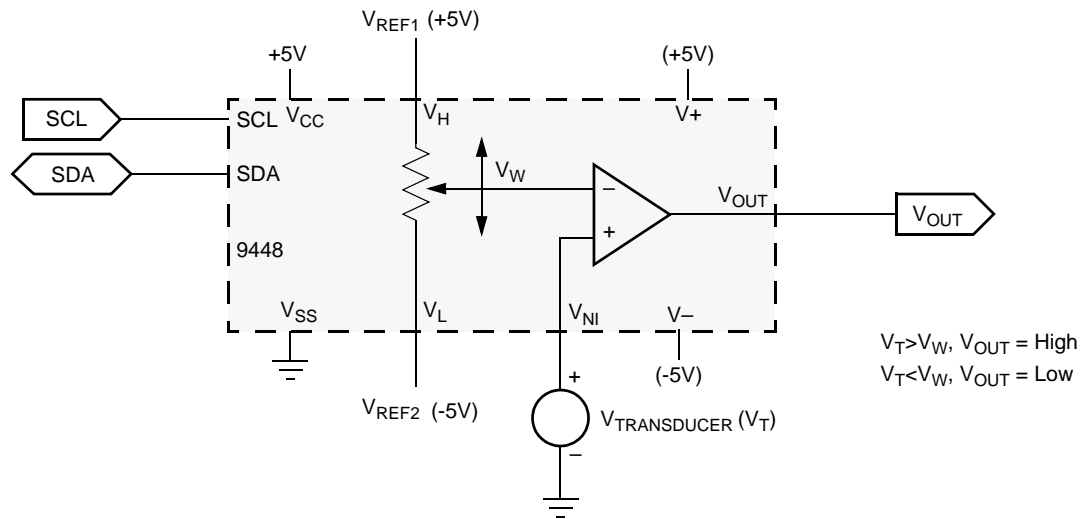 VREF1 (+5V)
+5V
(+5V)
SCL
SCL
VCC
VH
V+
SDA
SDA
VW
–
VOUT
VOUT
+
9448
VSS
VL
VNI
V–
VT>VW, VOUT = High
VT<VW, VOUT = Low
(-5V)
+
VREF2 (-5V)
VTRANSDUCER (VT)
–